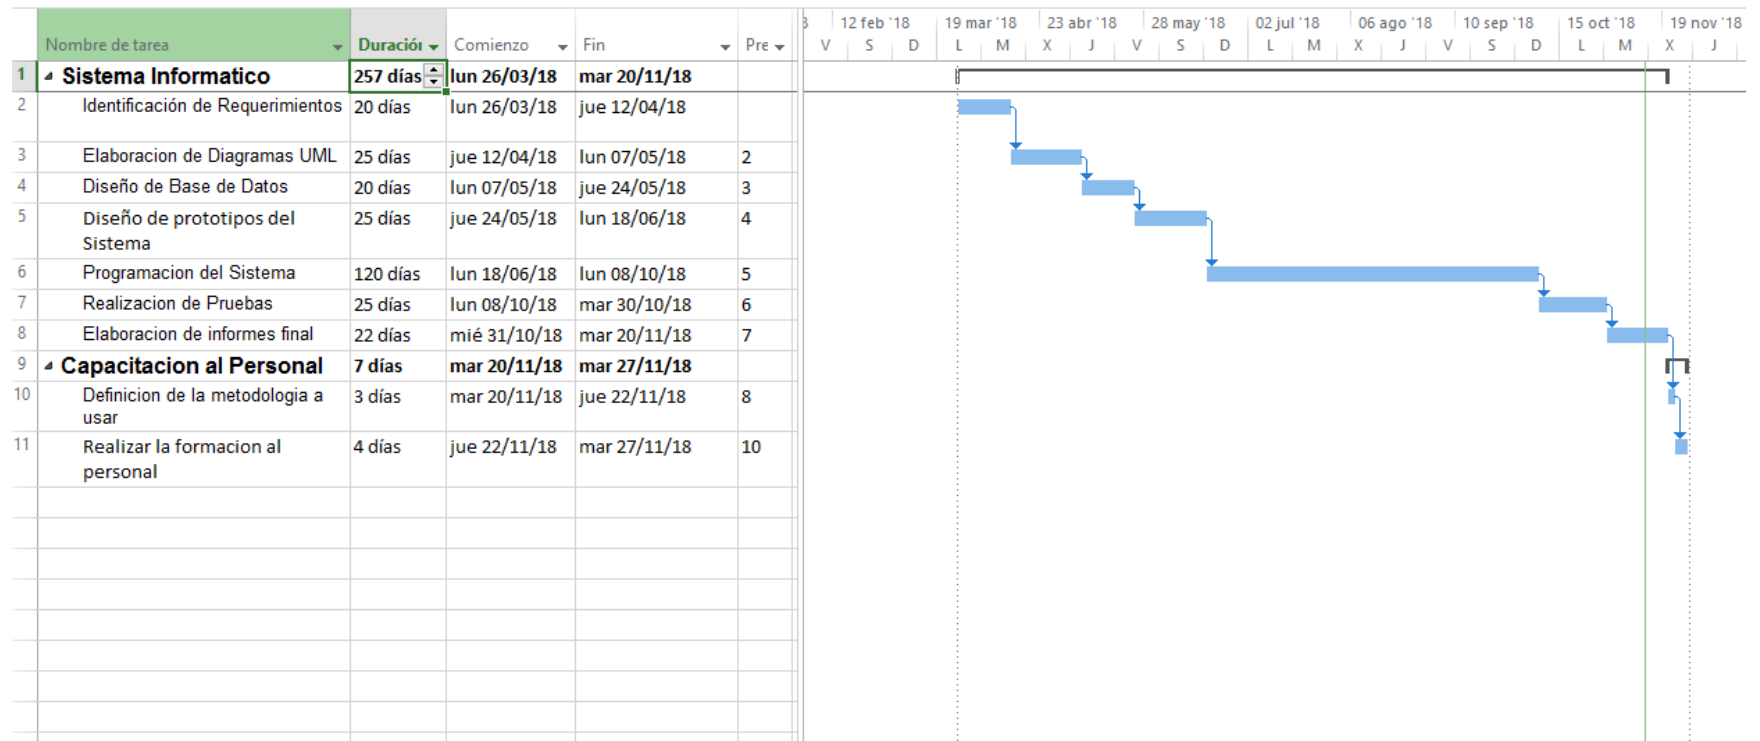 3 12 feb '18 19 mar '18 23 abr '18 28 may '18 02 jul '18 06 ago '18 10 sep '18 15 oct '18 19 nov '18
Nombre de tarea Duración Comienzo Fin Pre V S D L M X J V S D L M X J V S D L M X J
1 Sistema Informatico 257 días lun 26/03/18 mar 20/11/18
2 Identificación de Requerimientos 20 días lun 26/03/18 jue 12/04/18
3 Elaboracion de Diagramas UML 25 días jue 12/04/18 lun 07/05/18 2
4 Diseño de Base de Datos 20 días lun 07/05/18 jue 24/05/18 3
5 Diseño de prototipos del 25 días jue 24/05/18 lun 18/06/18 4
Sistema
6 Programacion del Sistema 120 días lun 18/06/18 lun 08/10/18 5
7 Realizacion de Pruebas 25 días lun 08/10/18 mar 30/10/18 6
8 Elaboracion de informes final 22 días mié 31/10/18 mar 20/11/18 7
9 Capacitacion al Personal 7 días mar 20/11/18 mar 27/11/18
10 Definicion de la metodologia a 3 días mar 20/11/18 jue 22/11/18 8
usar
11 Realizar la formacion al 4 días jue 22/11/18 mar 27/11/18 10
personal